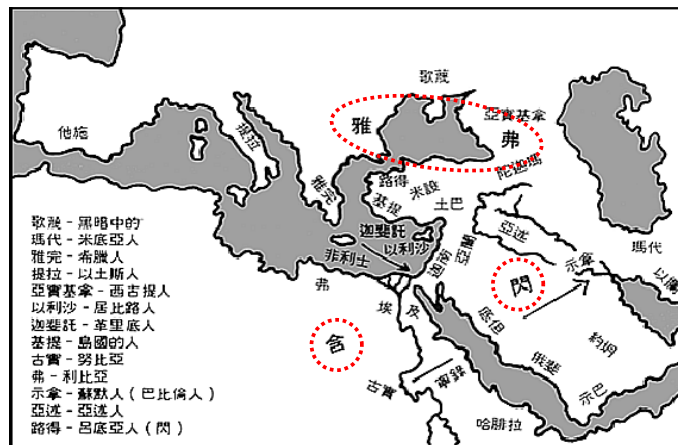 歌蔑
雅
弗
亞實基拿
陀迦瑪
他施
提拉
雅完
路得
米設
基提
土巴
迦斐託
以利沙
非利士
迦南
亞蘭
亞述
示拿
瑪代
以攔
弗
埃及
閃
底但
約姆
俄斐
示巴
含
古實
哈腓拉
歌蔑-黑暗中的
瑪代-米底亞人
雅完-希臘人
提拉-以土斯人
亞實基拿-西古提人
以利沙-居比路人
迦斐託-革里底人
基提-島國的人
古實-努比亞
弗-利比亞
示拿-蘇默人(巴比倫人)
亞述-亞述人
路得-呂底亞人(閃)